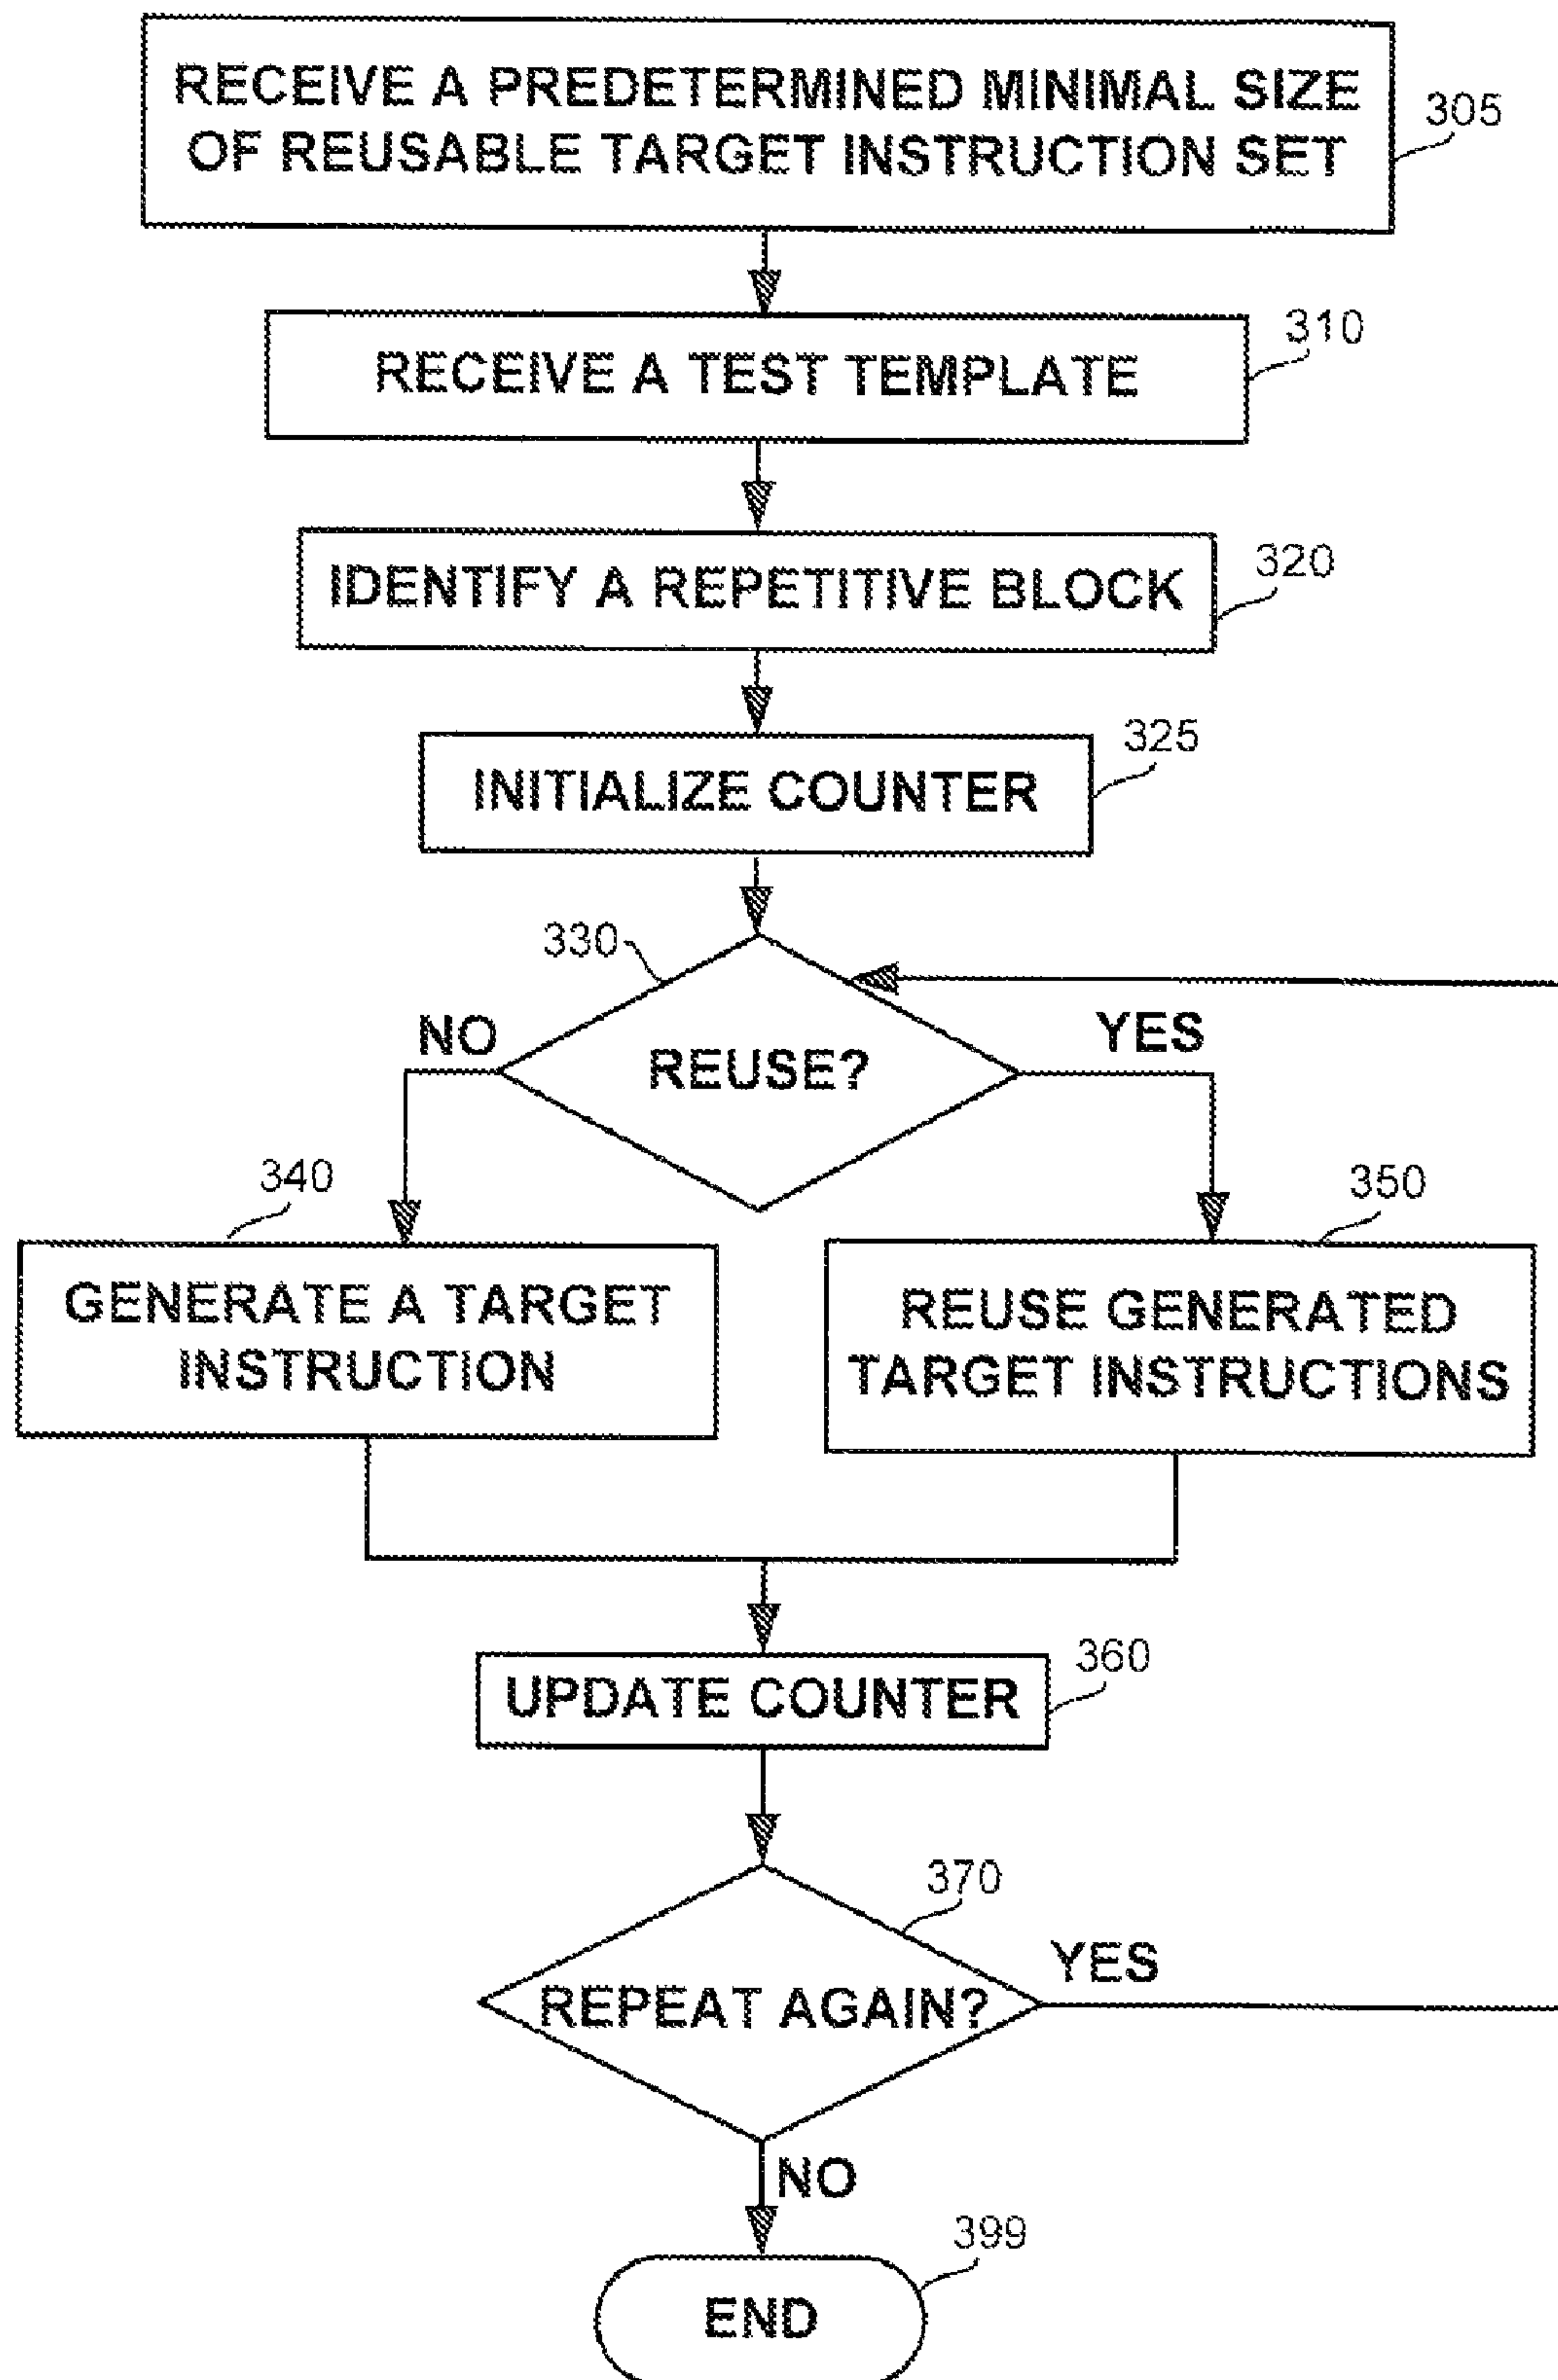 RECEIVE A PREDETERMINED MINIMAL SIZE
OF REUSABLE TARGET INSTRUCTION SET
305
RECEIVE A TEST TEMPLATE
310
IDENTIFY A REPETITIVE BLOCK
320
INITIALIZE COUNTER
325
330
REUSE?
NO
YES
340
GENERATE A TARGET
INSTRUCTION
350
REUSE GENERATED
TARGET INSTRUCTIONS
UPDATE COUNTER
360
370
REPEAT AGAIN?
YES
NO
399
END